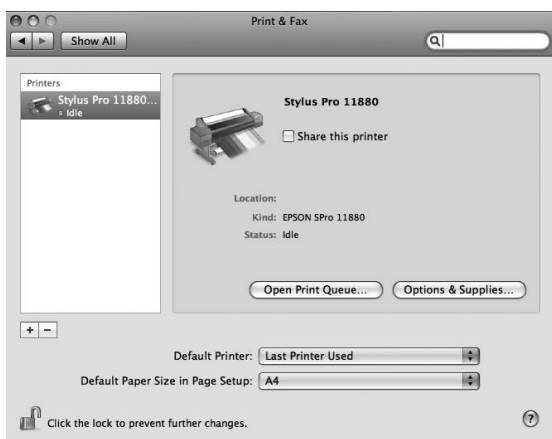 Print & Fax
Show All
Printers
Stylus Pro 11880...
Idle
Stylus Pro 11880
Share this printer
Location:
Kind: EPSON SPro 11880
Status: Idle
Open Print Queue...
Options & Supplies...
+ −
Default Printer: Last Printer Used
Default Paper Size in Page Setup: A4
Click the lock to prevent further changes.
?